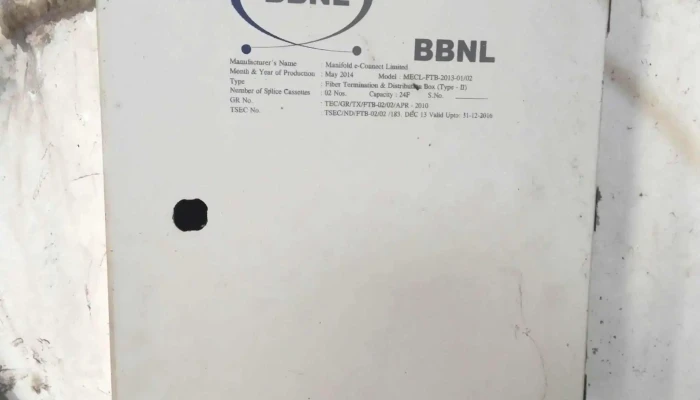 BBNL
BBNL
Manufacturer's Name : Manifold e-Connect Limited
Month & Year of Production : May 2014 Model : MECL-FTB-2013-01/02
Type : Fiber Termination & Distribution Box (Type - II)
Number of Splice Cassettes : 02 Nos. Capacity : 24F S.No.
GR No. : TEC/GR/TX/FTB-02/02/APR - 2010
TSEC No. : TSEC/ND/FTB-02/02 /183. DEC 13 Valid Upto: 31-12-2016